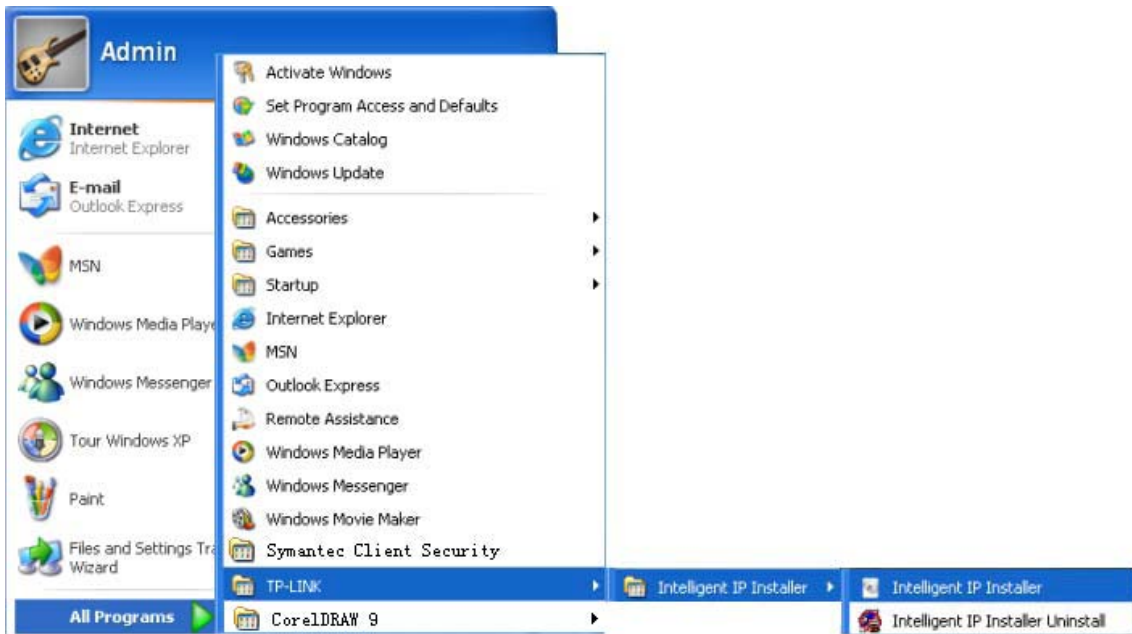 Admin
Internet
Internet Explorer
E-mail
Outlook Express
MSN
Windows Media Playe
Windows Messenger
Tour Windows XP
Paint
Files and Settings Tra
Wizard
All Programs
Activate Windows
Set Program Access and Defaults
Windows Catalog
Windows Update
Accessories
Games
Startup
Internet Explorer
MSN
Outlook Express
Remote Assistance
Windows Media Player
Windows Messenger
Windows Movie Maker
Symantec Client Security
TP-LINK
CorelDRAW 9
Intelligent IP Installer
Intelligent IP Installer
Intelligent IP Installer Uninstall